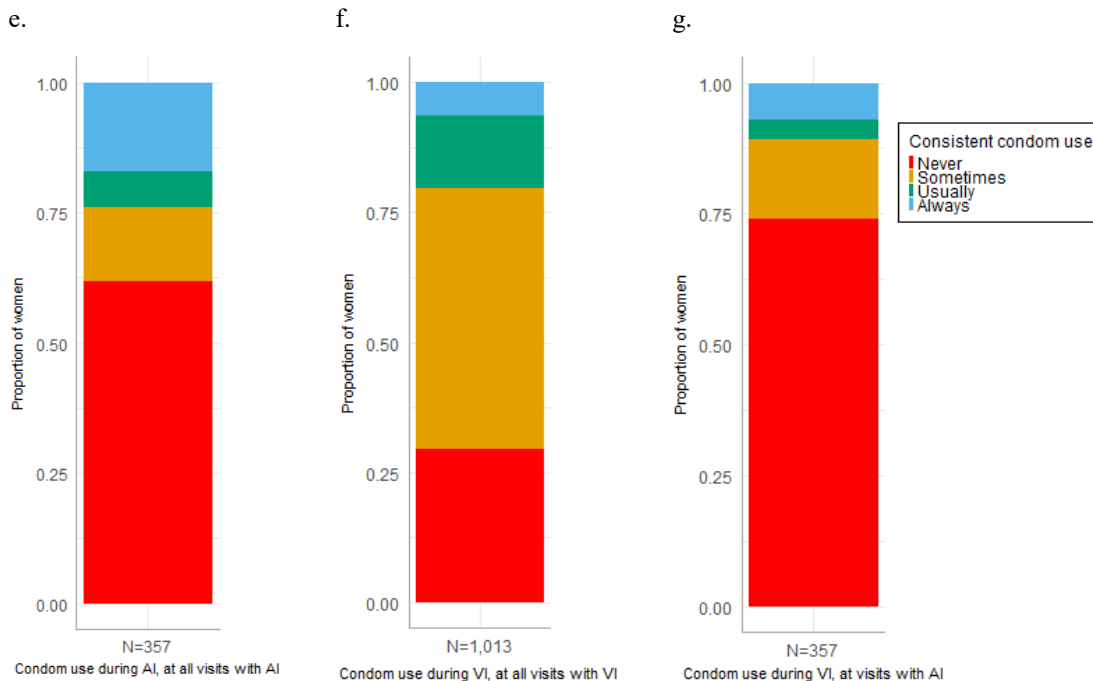 e.
f.
g.
1.00
0.75
0.50
0.25
0.00
Proportion of women
N=357
Condom use during AI, at all visits with AI
1.00
0.75
0.50
0.25
0.00
Proportion of women
N=1,013
Condom use during VI, at all visits with VI
1.00
0.75
0.50
0.25
0.00
Proportion of women
N=357
Condom use during VI, at visits with AI
Consistent condom use
Never
Sometimes
Usually
Always